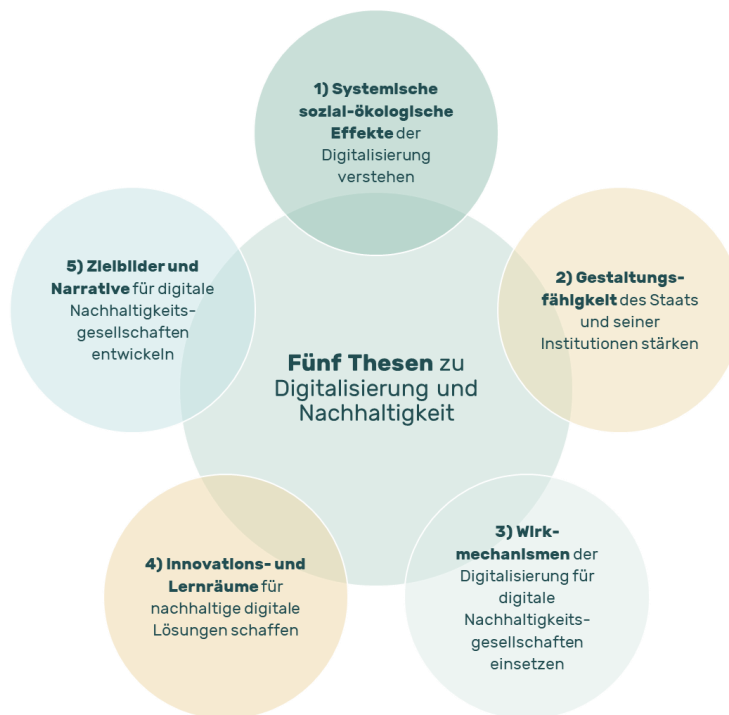 1) Systemische
sozial-ökologische
Effekte der
Digitalisierung
verstehen
2) Gestaltungs-
fähigkeit des Staats
und seiner
Institutionen stärken
3) Wirk-
mechanismen der
Digitalisierung für
digitale
Nachhaltigkeits-
gesellschaften
einsetzen
4) Innovations- und
Lernräume für
nachhaltige digitale
Lösungen schaffen
5) Zielbilder und
Narrative für digitale
Nachhaltigkeits-
gesellschaften
entwickeln
Fünf Thesen zu
Digitalisierung und
Nachhaltigkeit